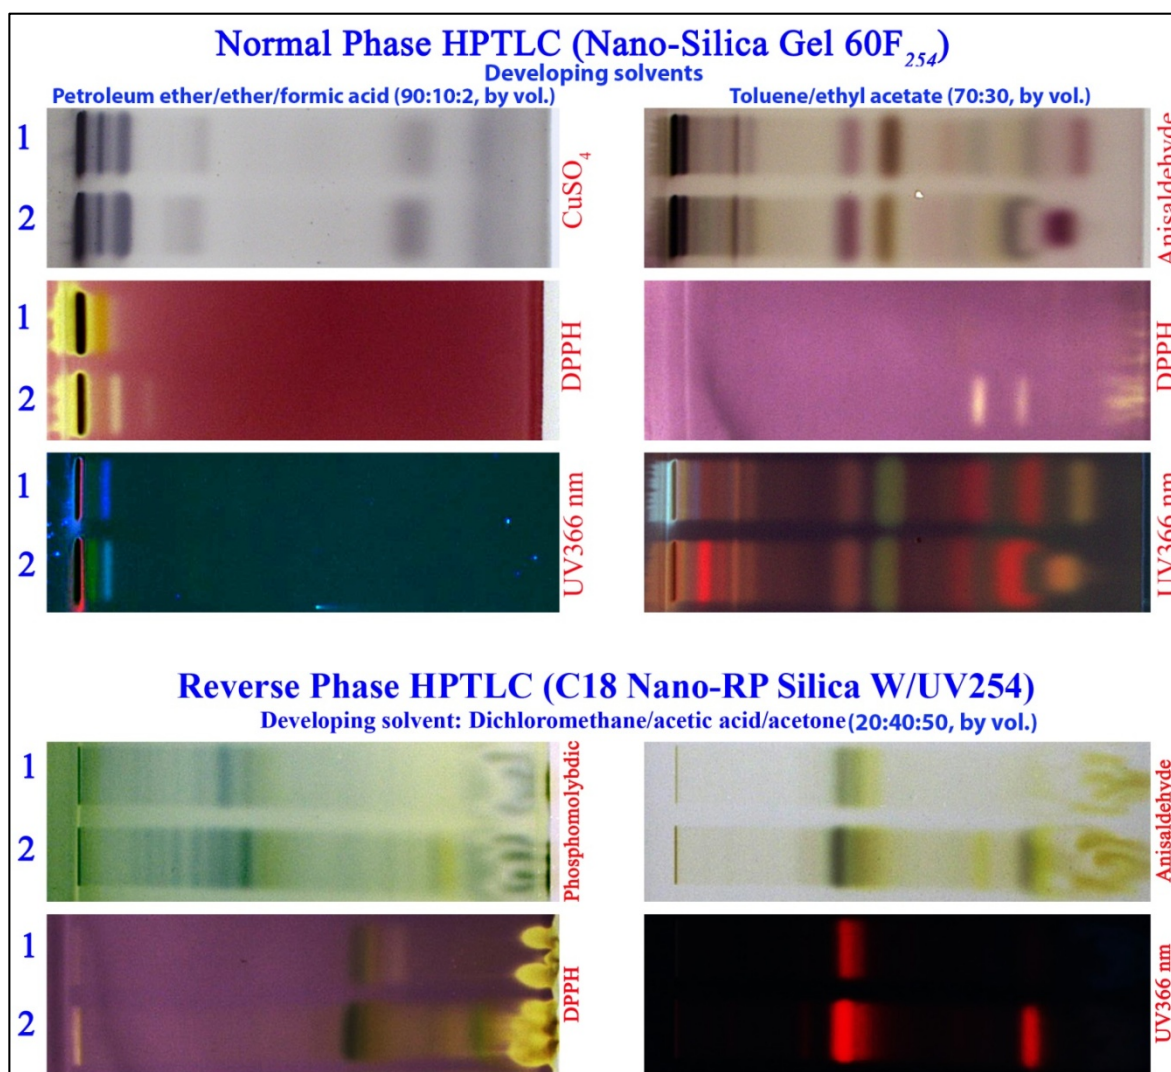 Normal Phase HPTLC (Nano-Silica Gel 60F254)
Developing solvents
Petroleum ether/ether/formic acid (90:10:2, by vol.)
Toluene/ethyl acetate (70:30, by vol.)
1
2
CuSO4
Anisaldehyde
1
2
DPPH
DPPH
1
2
UV366 nm
UV366 nm
Reverse Phase HPTLC (C18 Nano-RP Silica W/UV254)
Developing solvent: Dichloromethane/acetic acid/acetone(20:40:50, by vol.)
1
2
Phosphomolybdic
Anisaldehyde
1
2
DPPH
UV366 nm